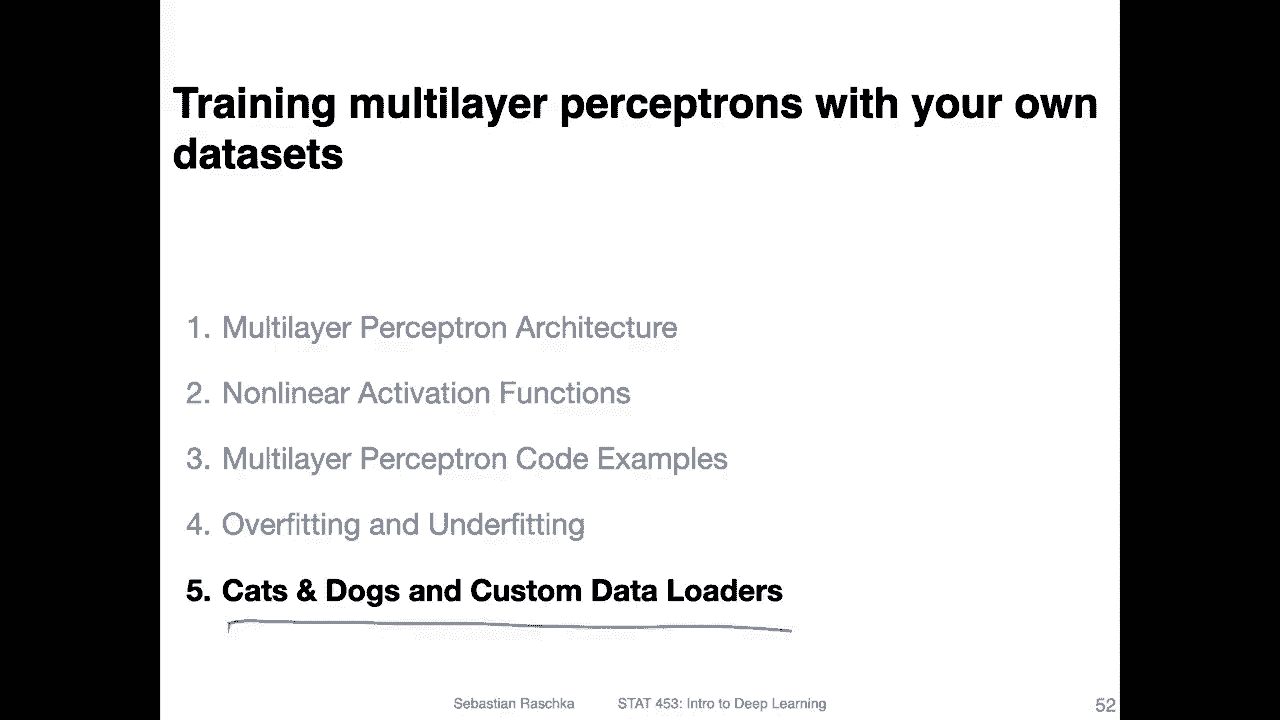 Training multilayer perceptrons with your own
datasets
1. Multilayer Perceptron Architecture
2. Nonlinear Activation Functions
3. Multilayer Perceptron Code Examples
4. Overfitting and Underfitting
5. Cats & Dogs and Custom Data Loaders
Sebastian Raschka STAT 453: Intro to Deep Learning 52